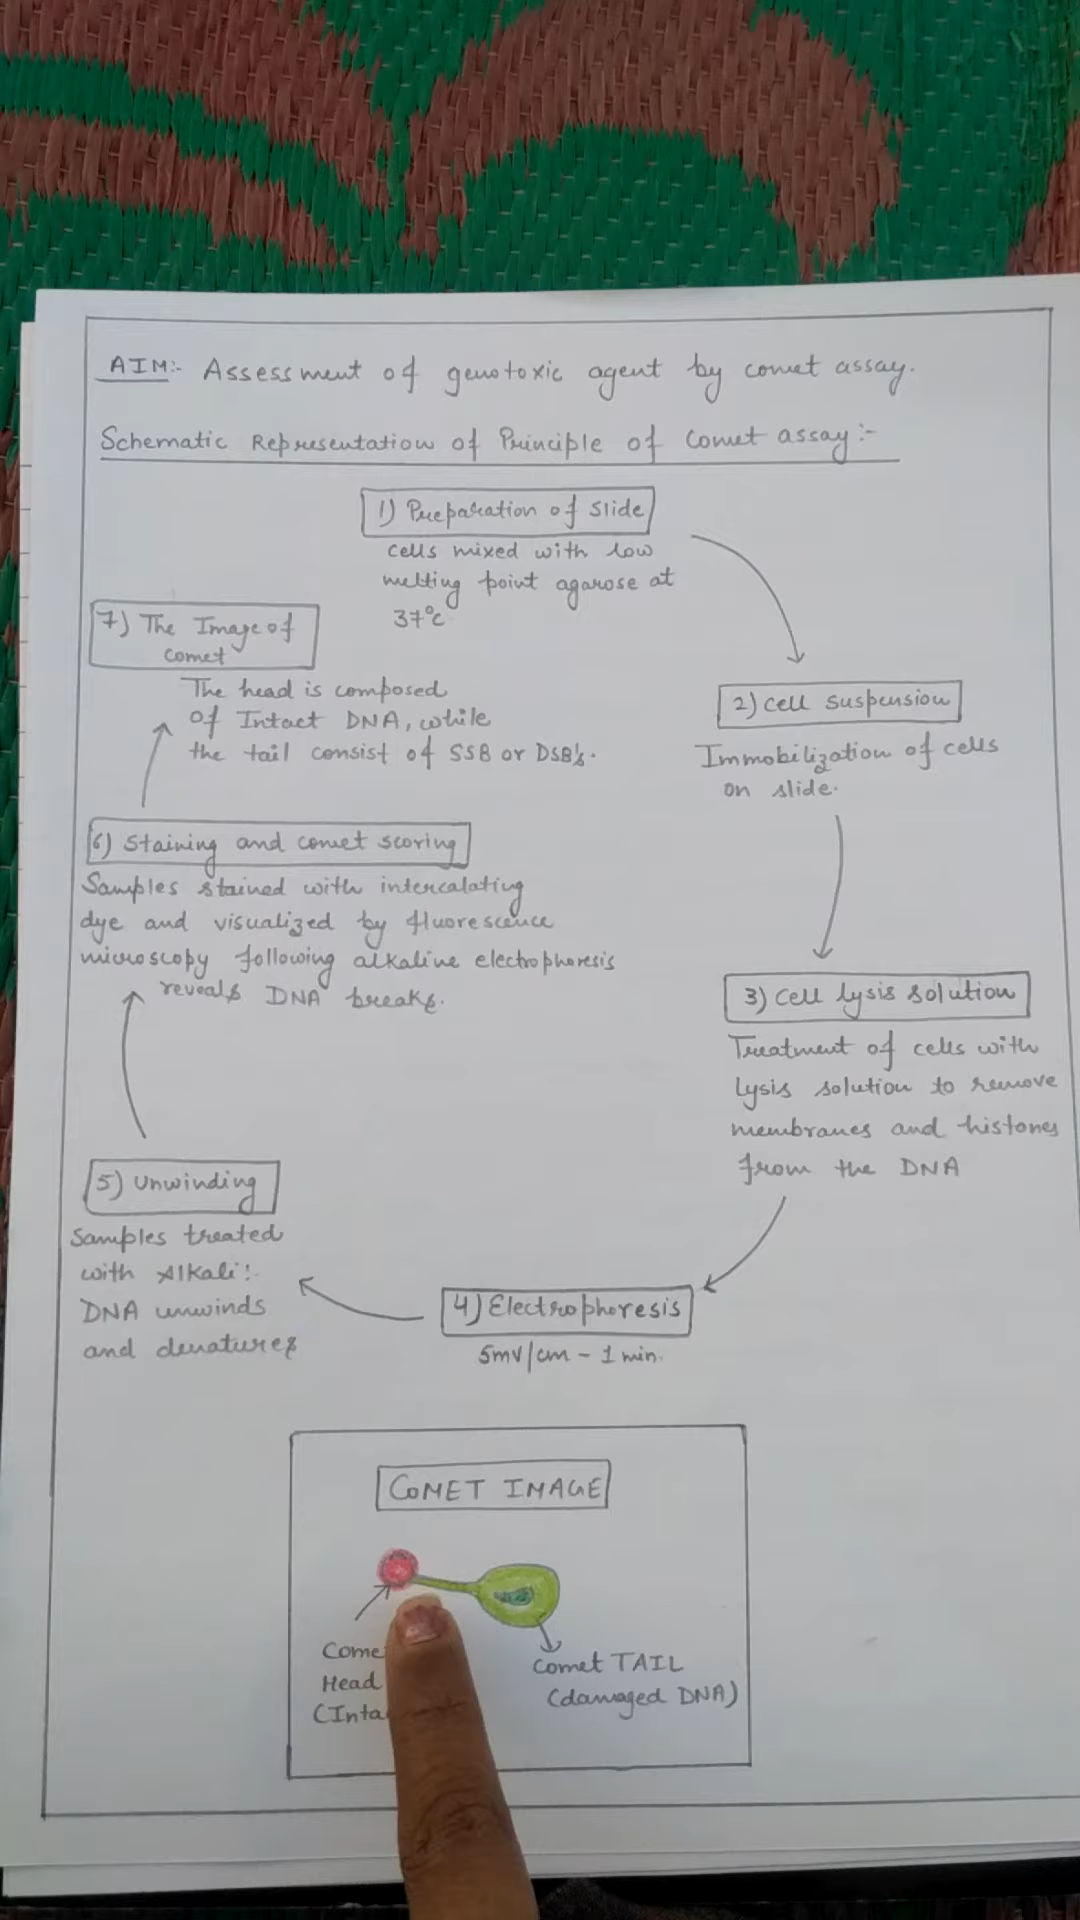 AIM:- Assessment of genotoxic agent by comet assay.
Schematic Representation of Principle of Comet assay:-
1) Preparation of slide
cells mixed with low
melting point agarose at
37°c
2) cell suspension
Immobilization of cells
on slide.
3) cell lysis solution
Treatment of cells with
lysis solution to remove
membranes and histones
from the DNA
4) Electrophoresis
5mv/cm - 1 min.
5) Unwinding
Samples treated
with Alkali:-
DNA unwinds
and denatures
6) Staining and comet scoring
Samples stained with intercalating
dye and visualized by fluorescence
microscopy following alkaline electrophoresis
reveals DNA breaks.
7) The Image of
comet
The head is composed
of Intact DNA, while
the tail consist of SSB or DSB's.
COMET IMAGE
Head
Comet TAIL
(damaged DNA)